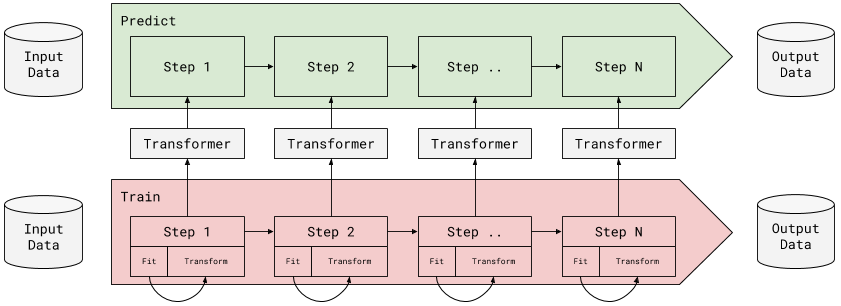 Predict
Input
Data
Step 1
Step 2
Step ..
Step N
Output
Data
Transformer
Transformer
Transformer
Transformer
Train
Input
Data
Step 1
Step 2
Step ..
Step N
Output
Data
Fit
Transform
Fit
Transform
Fit
Transform
Fit
Transform